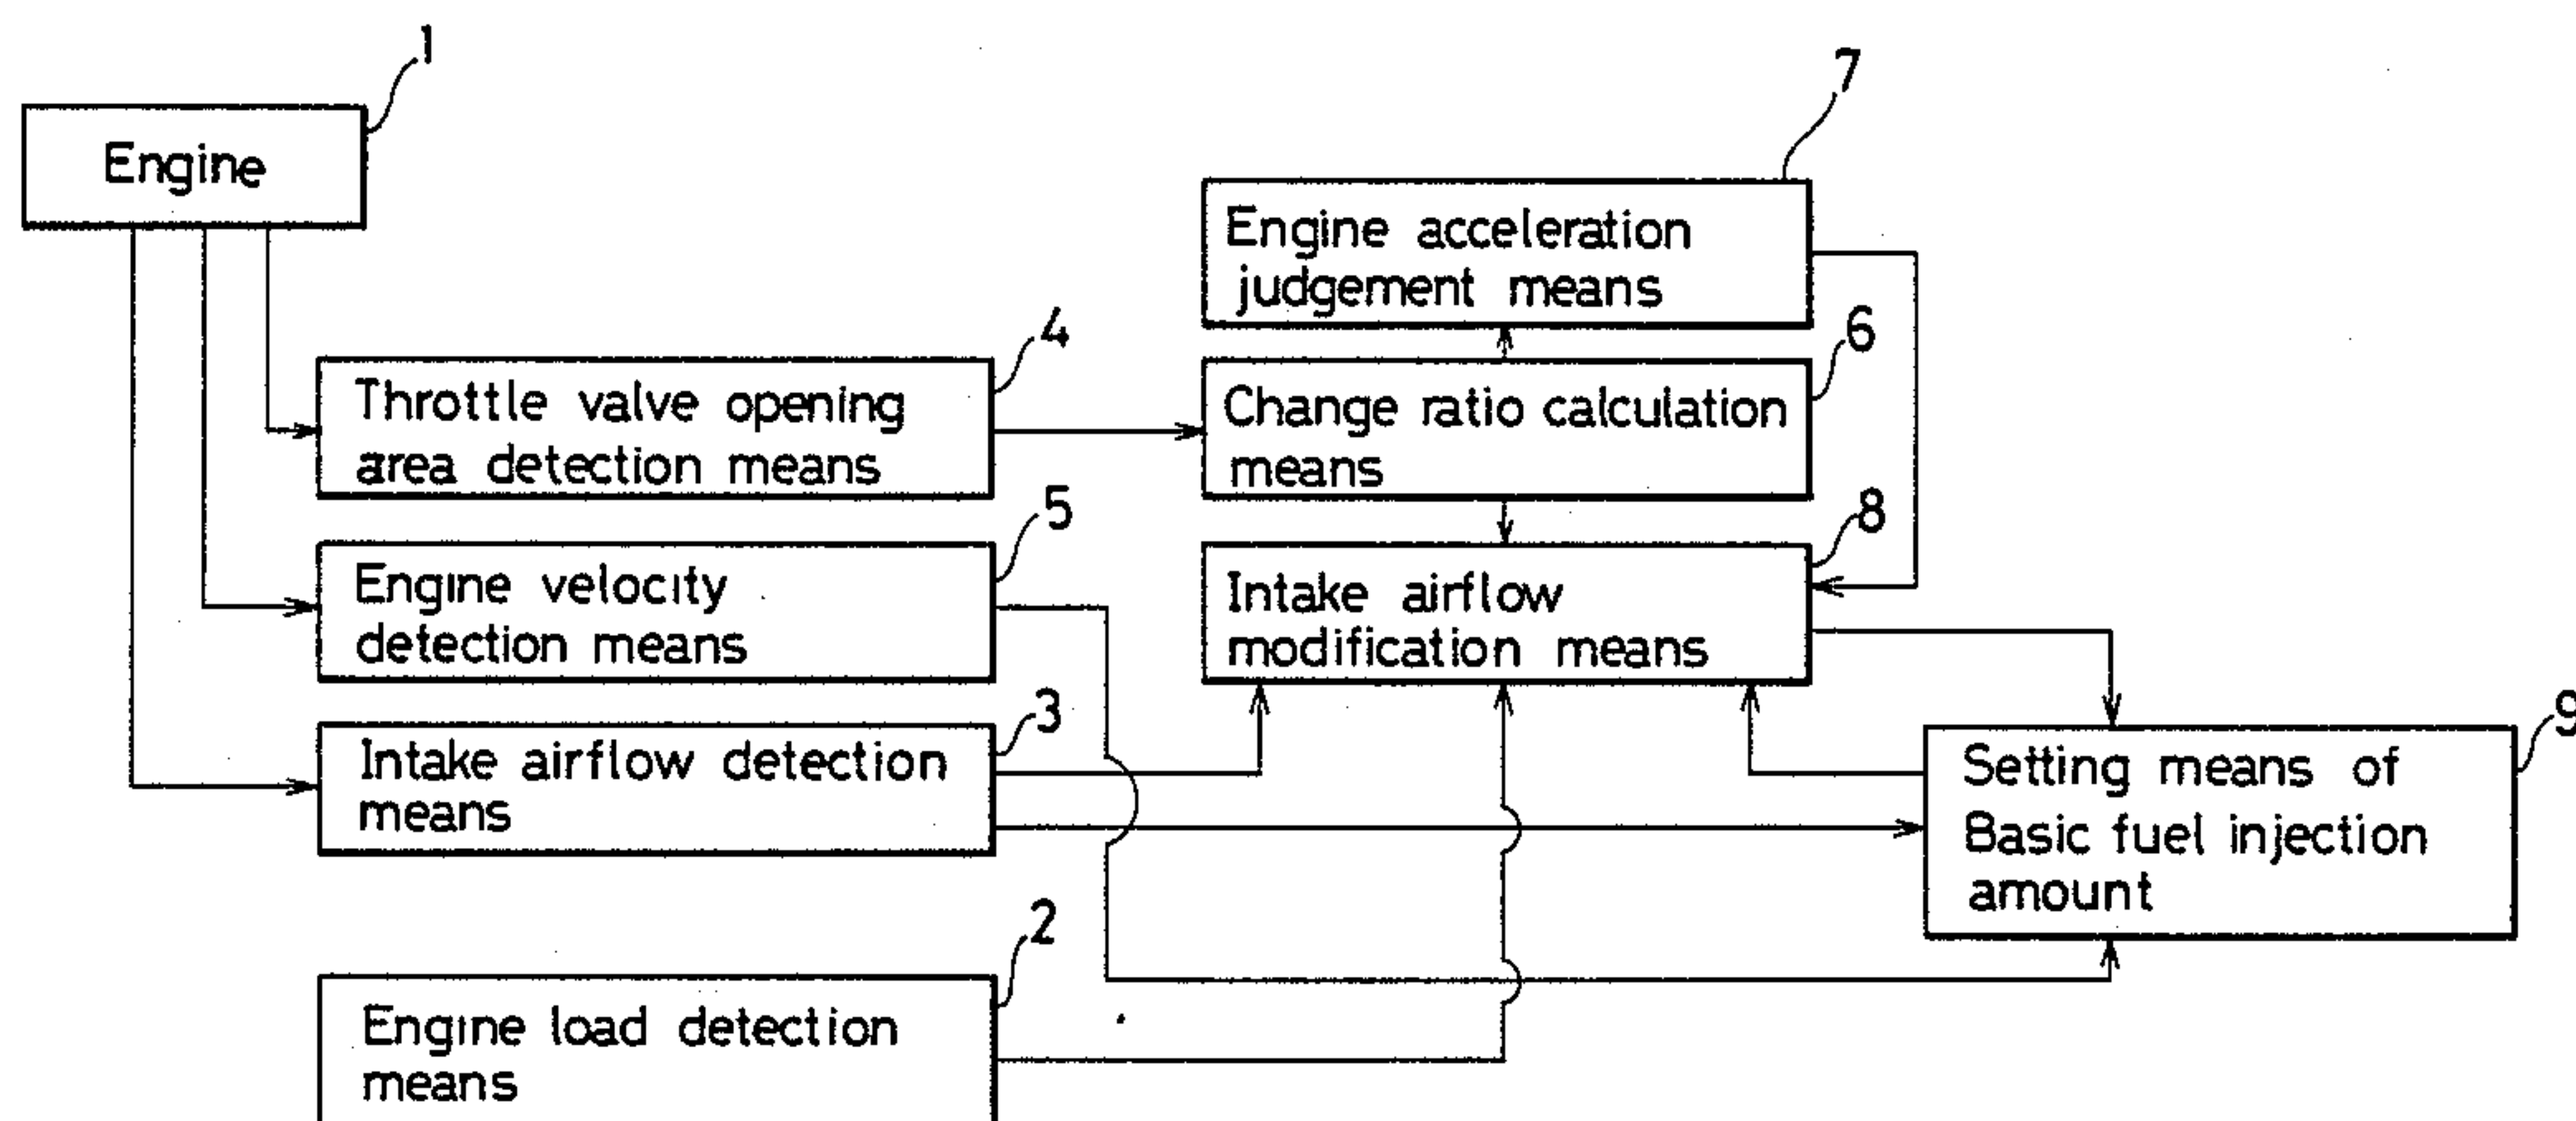 1
Engine
7
Engine acceleration
judgement means
4
Throttle valve opening
area detection means
6
Change ratio calculation
means
5
Engine velocity
detection means
8
Intake airflow
modification means
3
Intake airflow detection
means
9
Setting means of
Basic fuel injection
amount
2
Engine load detection
means